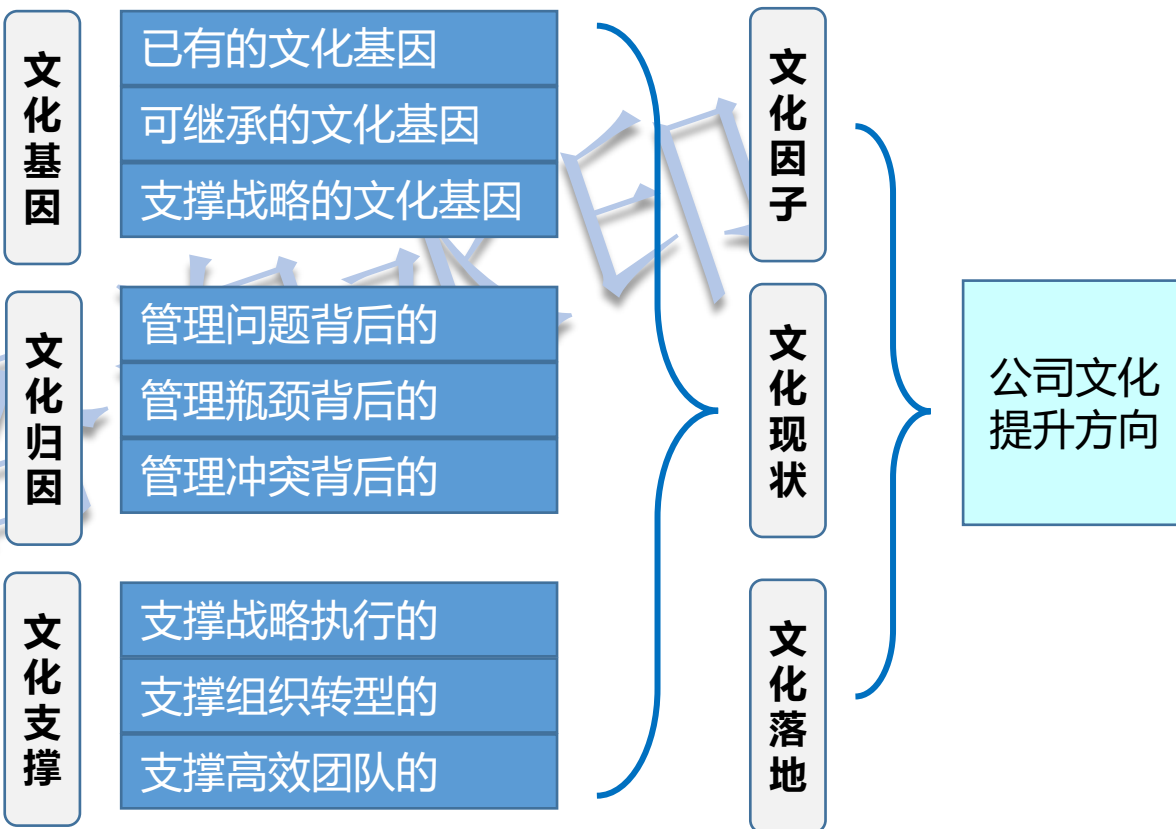 文化基因
已有的文化基因
可继承的文化基因
支撑战略的文化基因
文化归因
管理问题背后的
管理瓶颈背后的
管理冲突背后的
文化支撑
支撑战略执行的
支撑组织转型的
支撑高效团队的
文化因子
文化现状
文化落地
公司文化
提升方向
印